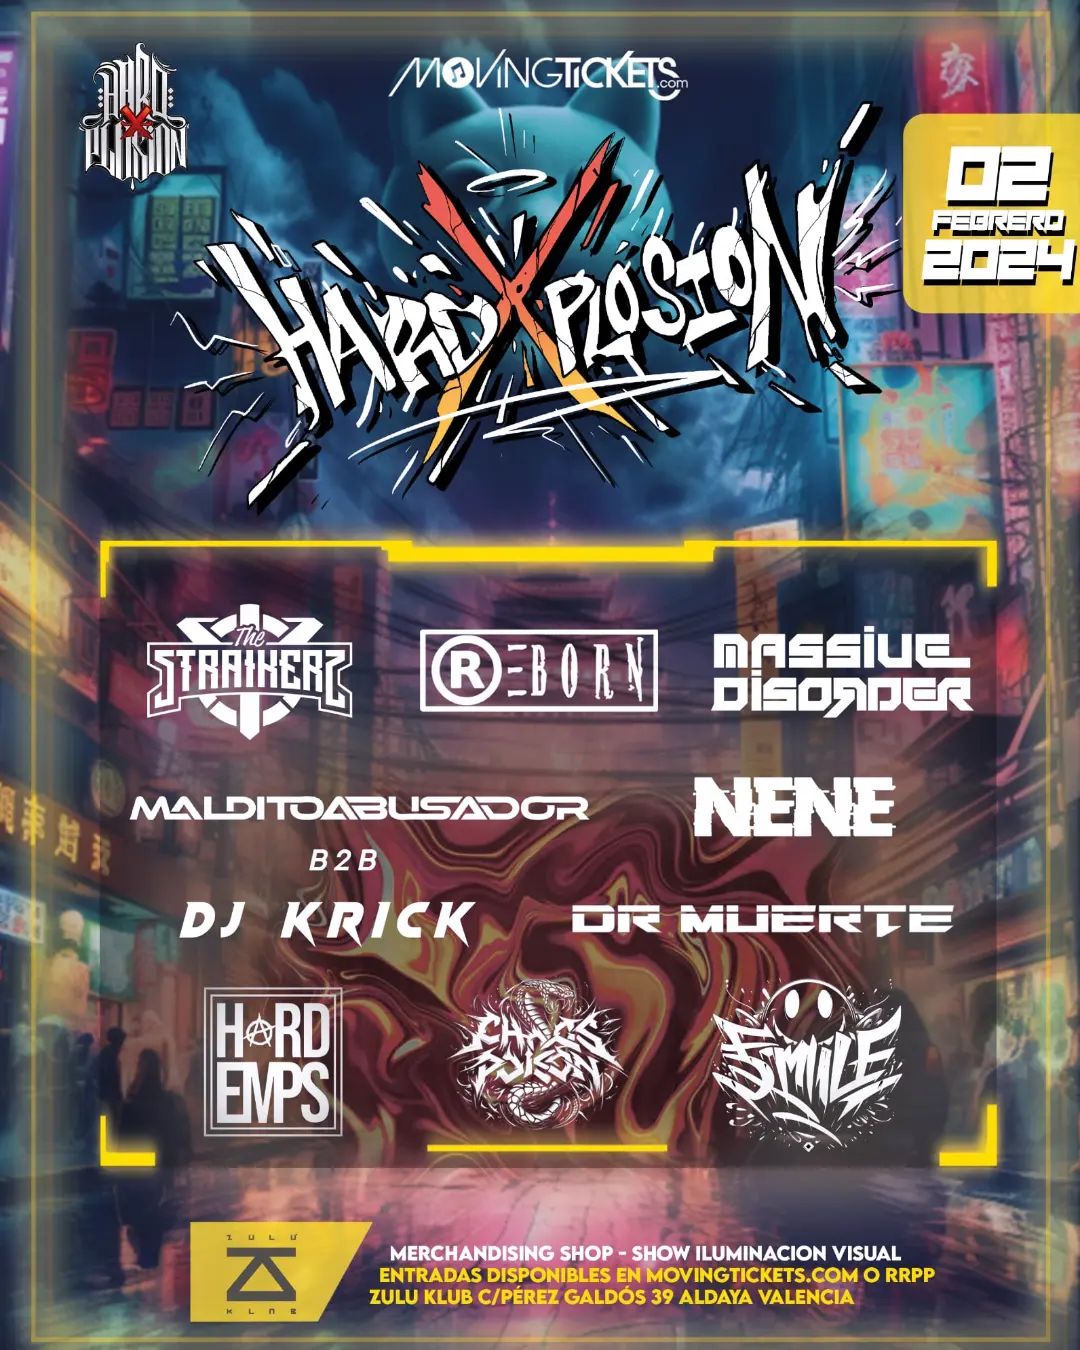 HARD
X
PLOSION
MOVINGTICKETS.com
02
FEBRERO
2024
HARDXPLOSION
The
STRAIKERZ
REBORN
MASSIVE
DISORDER
MALDITOABUSADOR
B2B
DJ KRICK
NENE
DR MUERTE
HARD
EMPS
CHAOS
POISON
SMILE
ZULÚ
KLUB
MERCHANDISING SHOP - SHOW ILUMINACION VISUAL
ENTRADAS DISPONIBLES EN MOVINGTICKETS.COM O RRPP
ZULU KLUB C/PÉREZ GALDÓS 39 ALDAYA VALENCIA